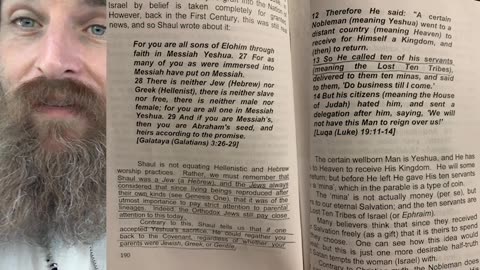 Israel by belief is taken completely for granted
However, back in the First Century, this was still
news, and so Shaul wrote about it:
For you are all sons of Elohim through
faith in Messiah Yeshua. 27 For as
many of you as were immersed into
Messiah have put on Messiah.
28 There is neither Jew (Hebrew) nor
Greek (Hellenist), there is neither slave
nor free, there is neither male nor
female; for you are all one in Messiah
Yeshua. 29 And if you are Messiah's,
then you are Abraham's seed, and
heirs according to the promise.
[Galataya (Galatians) 3:26-29]
Shaul is not equating Hellenistic and Hebrew
worship practices. Rather, we must remember that
Shaul was a Jew (a Hebrew), and the Jews always
considered that since living beings reproduced after
their own kinds (see Genesis One), that it was of the
utmost importance to pay strict attention to parental
lineages. Indeed the Orthodox Jews still pay close
attention to this today.
Contrary to this, Shaul tells us that if one
accepted Yeshua's sacrifice, He could regather you
back to the Covenant, regardless of whether your
parents were Jewish, Greek, or Gentile.
190
12 Therefore He said: "A certain
Nobleman (meaning Yeshua) went to a
distant country (meaning Heaven) to
receive for Himself a Kingdom, and
then) to return.
13 So He called ten of his servants
(meaning the Lost Ten Tribes),
delivered to them ten minas, and said
to them, 'Do business till I come.'
14 But his citizens (meaning the House
of Judah) hated him, and sent a
delegation after him, saying, 'We will
not have this Man to reign over us!'
[Luqa (Luke) 19:11-14]
The certain wellborn Man is Yeshua, and He has
to Heaven to receive His Kingdom. He will some
return; but before He left He gave His ten servants
a 'mina', which in the parable is a type of coin.
The 'mina' is not actually money (per se), but
to our eternal Salvation; and the ten servants are
Ten Tribes of Israel (or Ephraim).
Many believers think that since they received
Salvation freely (as a gift) that it is theirs to spend
they choose. One can see how this idea would
but this is just one more desirable half-truth
tempts the woman (Israel) with.
the Nobleman does